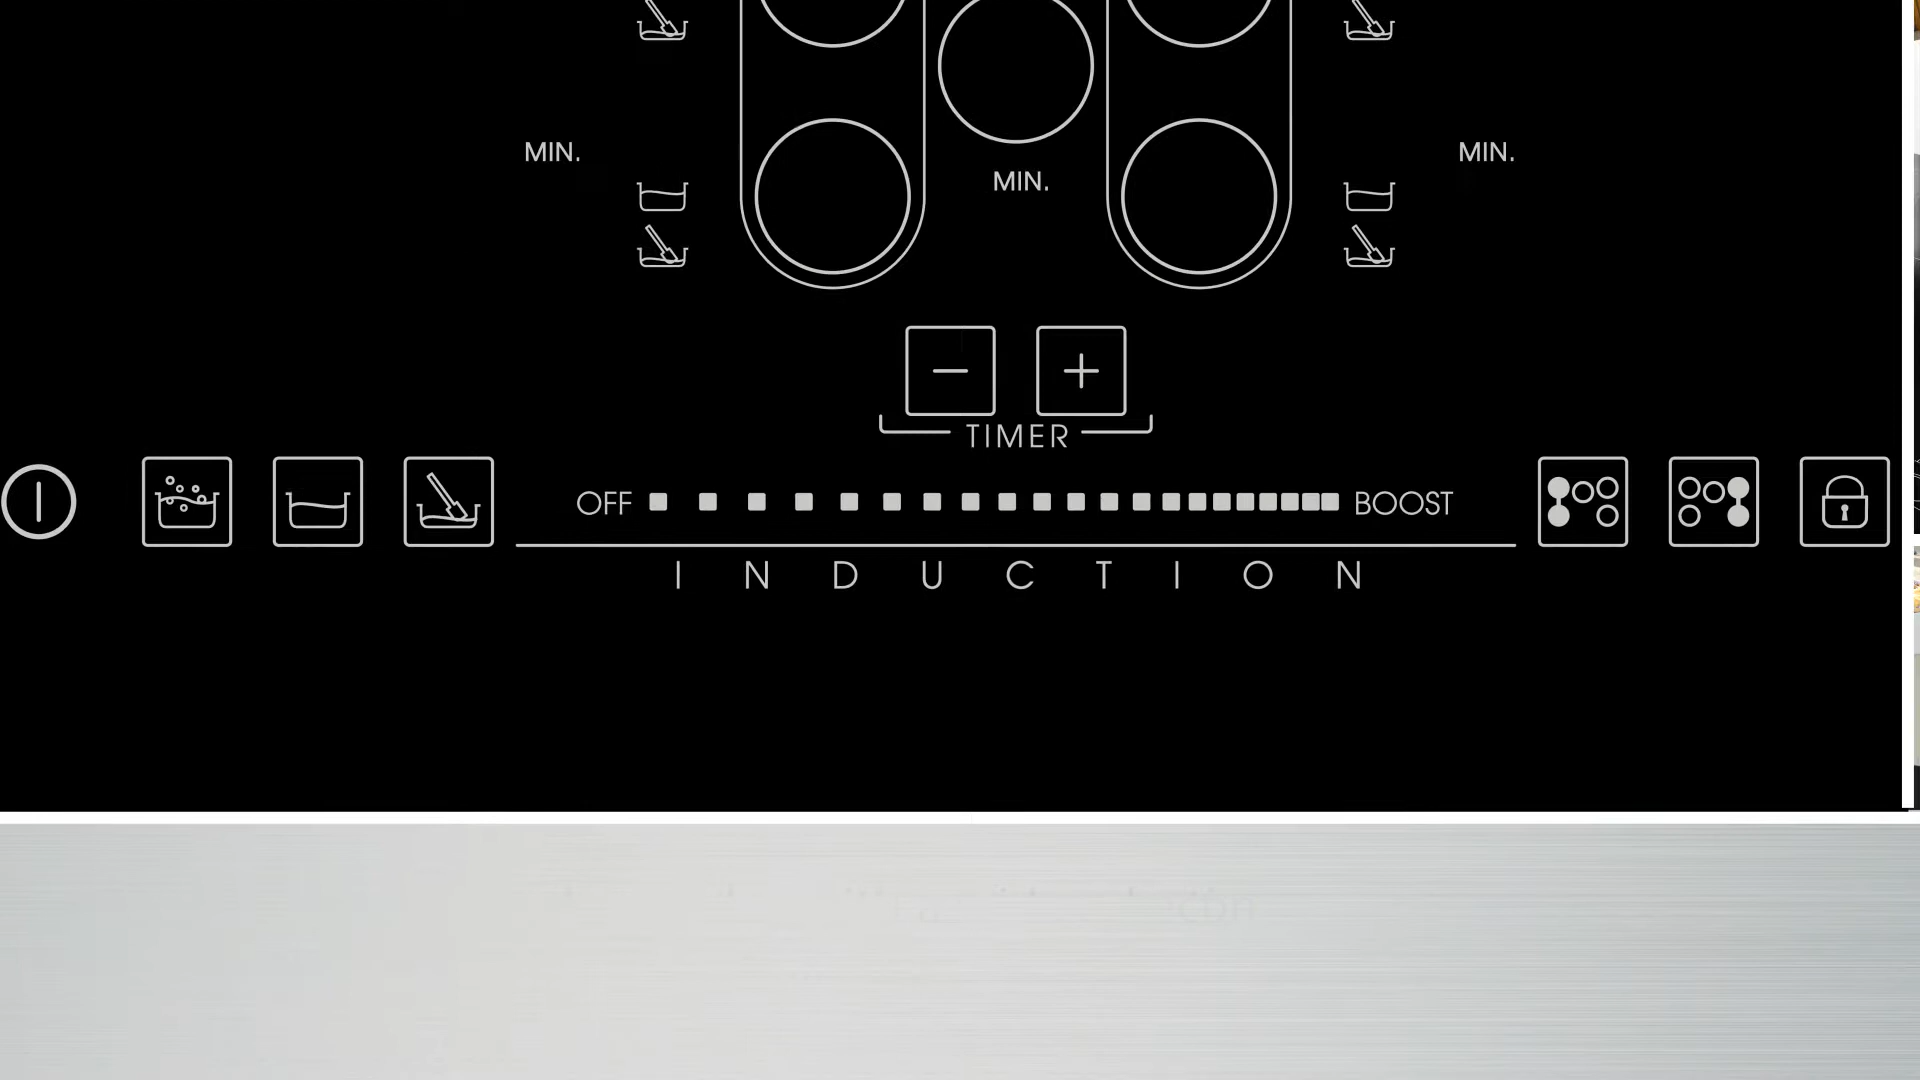 MIN.
MIN.
MIN.
TIMER
OFF
BOOST
INDUCTION